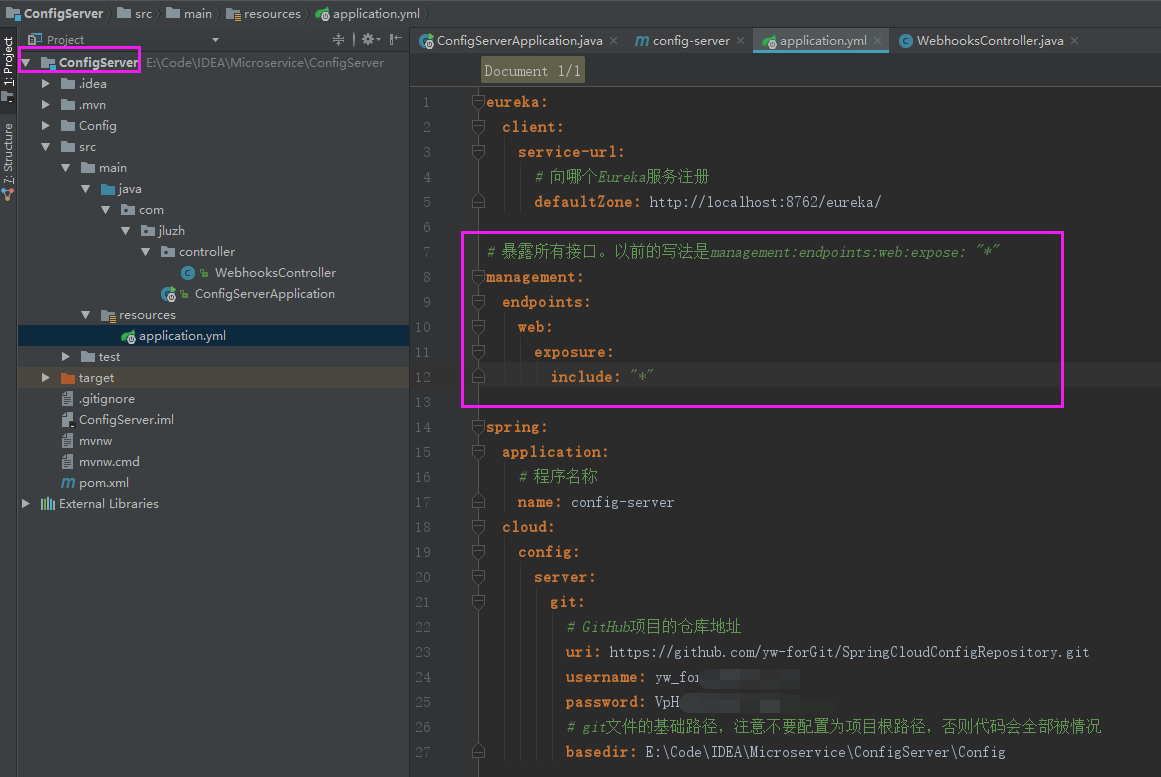 ConfigServer src main resources application.yml
Project
ConfigServerApplication.java config-server application.yml WebhooksController.java
1: Project
7: Structure
ConfigServer E:\Code\IDEA\Microservice\ConfigServer
.idea
.mvn
Config
src
main
java
com
jluzh
controller
WebhooksController
ConfigServerApplication
resources
application.yml
test
target
.gitignore
ConfigServer.iml
mvnw
mvnw.cmd
pom.xml
External Libraries
Document 1/1
1 eureka:
2 client:
3 service-url:
4 # 向哪个Eureka服务注册
5 defaultZone: http://localhost:8762/eureka/
6
7 # 暴露所有接口。以前的写法是management:endpoints:web:expose: "*"
8 management:
9 endpoints:
10 web:
11 exposure:
12 include: "*"
13
14 spring:
15 application:
16 # 程序名称
17 name: config-server
18 cloud:
19 config:
20 server:
21 git:
22 # GitHub项目的仓库地址
23 uri: https://github.com/yw-forGit/SpringCloudConfigRepository.git
24 username: yw_for
25 password: VpH
26 # git文件的基础路径，注意不要配置为项目根路径，否则代码会全部被情况
27 basedir: E:\Code\IDEA\Microservice\ConfigServer\Config